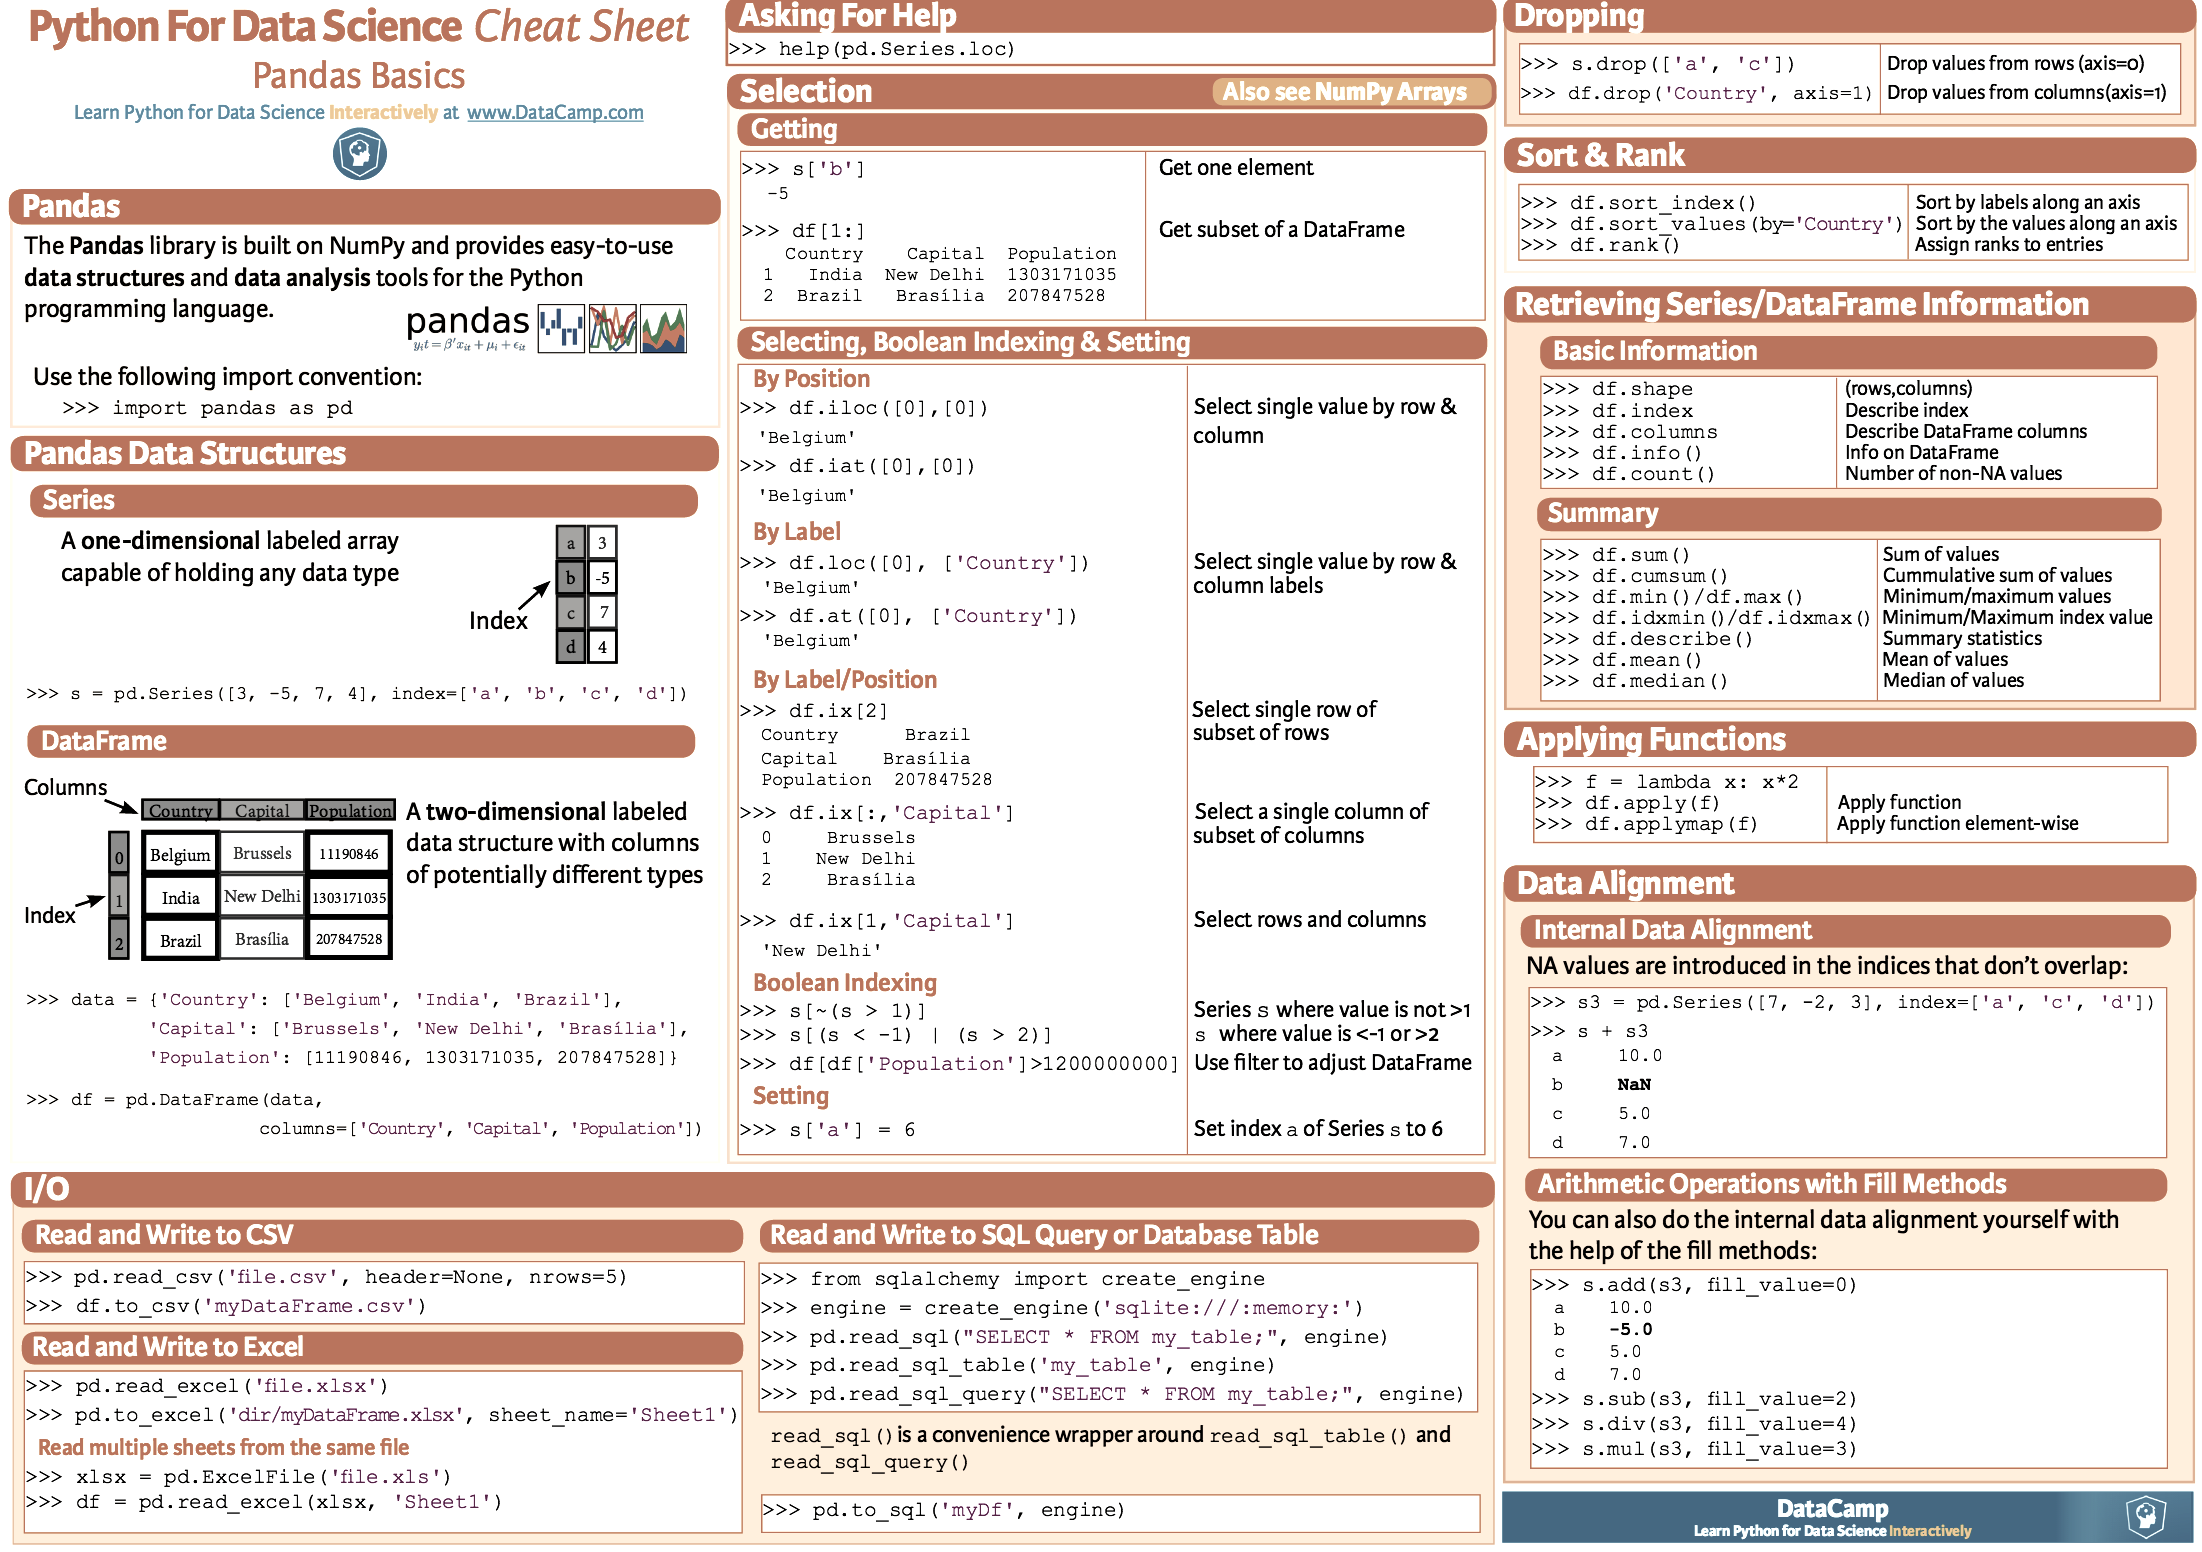 Python For Data Science Cheat Sheet
Pandas Basics
Learn Python for Data Science Interactively at www.DataCamp.com
Pandas
The Pandas library is built on NumPy and provides easy-to-use
data structures and data analysis tools for the Python
programming language.
pandas
y_i t = β'x_it + μ_i + ϵ_it
Use the following import convention:
>>> import pandas as pd
Pandas Data Structures
Series
A one-dimensional labeled array
capable of holding any data type
Index
a 3
b -5
c 7
d 4
>>> s = pd.Series([3, -5, 7, 4], index=['a', 'b', 'c', 'd'])
DataFrame
Columns
Index
Country Capital Population
0 Belgium Brussels 11190846
1 India New Delhi 1303171035
2 Brazil Brasília 207847528
A two-dimensional labeled
data structure with columns
of potentially different types
>>> data = {'Country': ['Belgium', 'India', 'Brazil'],
'Capital': ['Brussels', 'New Delhi', 'Brasília'],
'Population': [11190846, 1303171035, 207847528]}
>>> df = pd.DataFrame(data,
columns=['Country', 'Capital', 'Population'])
Asking For Help
>>> help(pd.Series.loc)
Selection
Also see NumPy Arrays
Getting
>>> s['b'] Get one element
-5
>>> df[1:] Get subset of a DataFrame
Country Capital Population
1 India New Delhi 1303171035
2 Brazil Brasília 207847528
Selecting, Boolean Indexing & Setting
By Position
>>> df.iloc([0],[0]) Select single value by row &
'Belgium' column
>>> df.iat([0],[0])
'Belgium'
By Label
>>> df.loc([0], ['Country']) Select single value by row &
'Belgium' column labels
>>> df.at([0], ['Country'])
'Belgium'
By Label/Position
>>> df.ix[2] Select single row of
Country Brazil subset of rows
Capital Brasília
Population 207847528
>>> df.ix[:,'Capital'] Select a single column of
0 Brussels subset of columns
1 New Delhi
2 Brasília
>>> df.ix[1,'Capital'] Select rows and columns
'New Delhi'
Boolean Indexing
>>> s[~(s > 1)] Series s where value is not >1
>>> s[(s < -1) | (s > 2)] s where value is <-1 or >2
>>> df[df['Population']>1200000000] Use filter to adjust DataFrame
Setting
>>> s['a'] = 6 Set index a of Series s to 6
I/O
Read and Write to CSV
>>> pd.read_csv('file.csv', header=None, nrows=5)
>>> df.to_csv('myDataFrame.csv')
Read and Write to Excel
>>> pd.read_excel('file.xlsx')
>>> pd.to_excel('dir/myDataFrame.xlsx', sheet_name='Sheet1')
Read multiple sheets from the same file
>>> xlsx = pd.ExcelFile('file.xls')
>>> df = pd.read_excel(xlsx, 'Sheet1')
Read and Write to SQL Query or Database Table
>>> from sqlalchemy import create_engine
>>> engine = create_engine('sqlite:///:memory:')
>>> pd.read_sql("SELECT * FROM my_table;", engine)
>>> pd.read_sql_table('my_table', engine)
>>> pd.read_sql_query("SELECT * FROM my_table;", engine)
read_sql() is a convenience wrapper around read_sql_table() and
read_sql_query()
>>> pd.to_sql('myDf', engine)
Dropping
>>> s.drop(['a', 'c']) Drop values from rows (axis=0)
>>> df.drop('Country', axis=1) Drop values from columns(axis=1)
Sort & Rank
>>> df.sort_index() Sort by labels along an axis
>>> df.sort_values(by='Country') Sort by the values along an axis
>>> df.rank() Assign ranks to entries
Retrieving Series/DataFrame Information
Basic Information
>>> df.shape (rows,columns)
>>> df.index Describe index
>>> df.columns Describe DataFrame columns
>>> df.info() Info on DataFrame
>>> df.count() Number of non-NA values
Summary
>>> df.sum() Sum of values
>>> df.cumsum() Cummulative sum of values
>>> df.min()/df.max() Minimum/maximum values
>>> df.idxmin()/df.idxmax() Minimum/Maximum index value
>>> df.describe() Summary statistics
>>> df.mean() Mean of values
>>> df.median() Median of values
Applying Functions
>>> f = lambda x: x*2
>>> df.apply(f) Apply function
>>> df.applymap(f) Apply function element-wise
Data Alignment
Internal Data Alignment
NA values are introduced in the indices that don't overlap:
>>> s3 = pd.Series([7, -2, 3], index=['a', 'c', 'd'])
>>> s + s3
a 10.0
b NaN
c 5.0
d 7.0
Arithmetic Operations with Fill Methods
You can also do the internal data alignment yourself with
the help of the fill methods:
>>> s.add(s3, fill_value=0)
a 10.0
b -5.0
c 5.0
d 7.0
>>> s.sub(s3, fill_value=2)
>>> s.div(s3, fill_value=4)
>>> s.mul(s3, fill_value=3)
DataCamp
Learn Python for Data Science Interactively